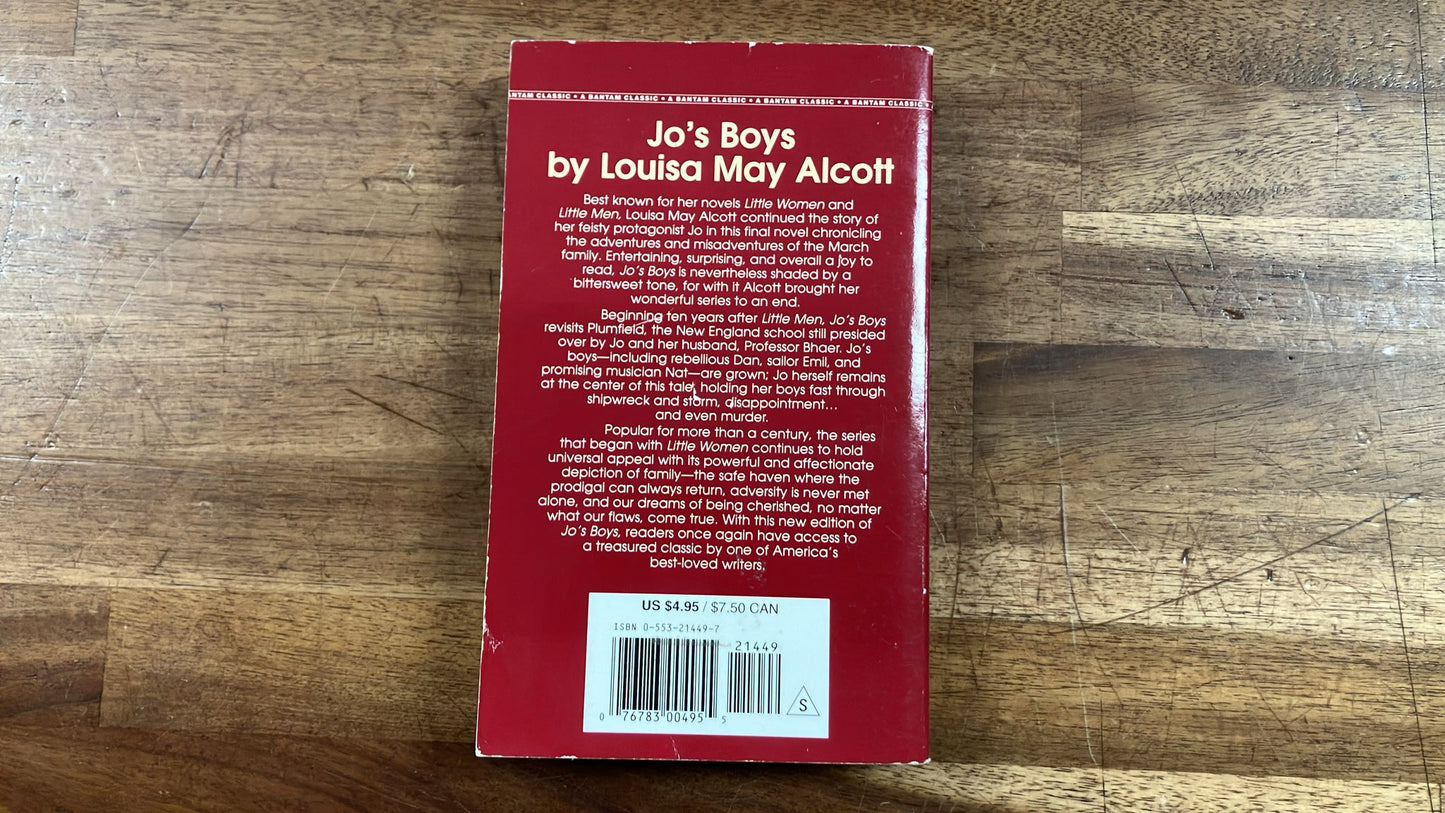 ANTAM CLASSIC • A BANTAM CLASSIC • A BANTAM CLASSIC • A BANTAM CLASSIC • A BANTAM CLASSIC •
Jo's Boys
by Louisa May Alcott
Best known for her novels Little Women and
Little Men, Louisa May Alcott continued the story of
her feisty protagonist Jo in this final novel chronicling
the adventures and misadventures of the March
family. Entertaining, surprising, and overall a joy to
read, Jo's Boys is nevertheless shaded by a
bittersweet tone, for with it Alcott brought her
wonderful series to an end.
Beginning ten years after Little Men, Jo's Boys
revisits Plumfield, the New England school still presided
over by Jo and her husband, Professor Bhaer. Jo's
boys—including rebellious Dan, sailor Emil, and
promising musician Nat—are grown; Jo herself remains
at the center of this tale, holding her boys fast through
shipwreck and storm, disappointment...
and even murder.
Popular for more than a century, the series
that began with Little Women continues to hold
universal appeal with its powerful and affectionate
depiction of family—the safe haven where the
prodigal can always return, adversity is never met
alone, and our dreams of being cherished, no matter
what our flaws, come true. With this new edition of
Jo's Boys, readers once again have access to
a treasured classic by one of America's
best-loved writers.
US $4.95 / $7.50 CAN
ISBN 0-553-21449-7
21449
0 76783 00495 5
S